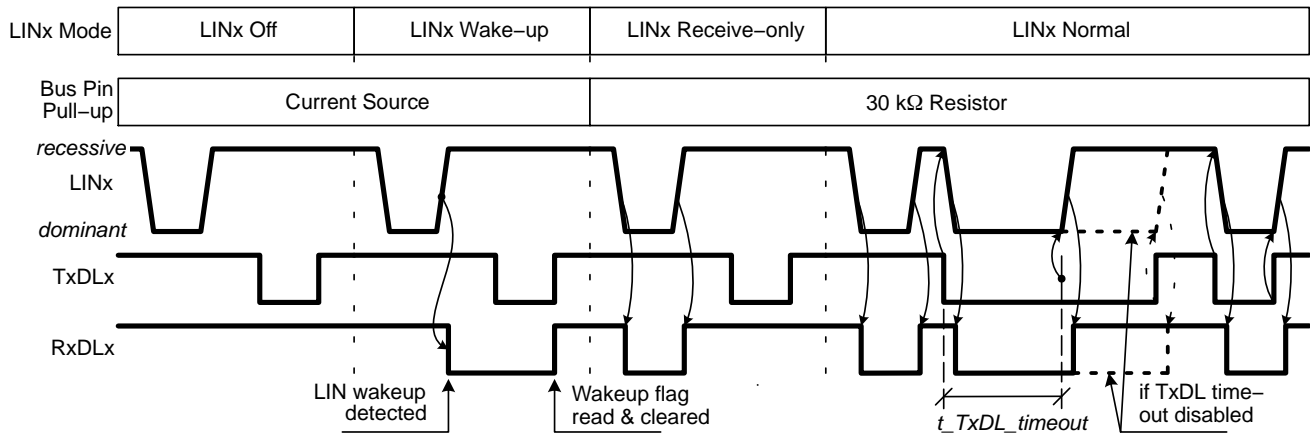 LINx Mode
LINx Off
LINx Wake−up
LINx Receive−only
LINx Normal
Bus Pin
Pull−up
Current Source
30 kΩ Resistor
recessive
LINx
dominant
TxDLx
RxDLx
LIN wakeup
detected
Wakeup flag
read & cleared
t_TxDL_timeout
if TxDL time−
out disabled